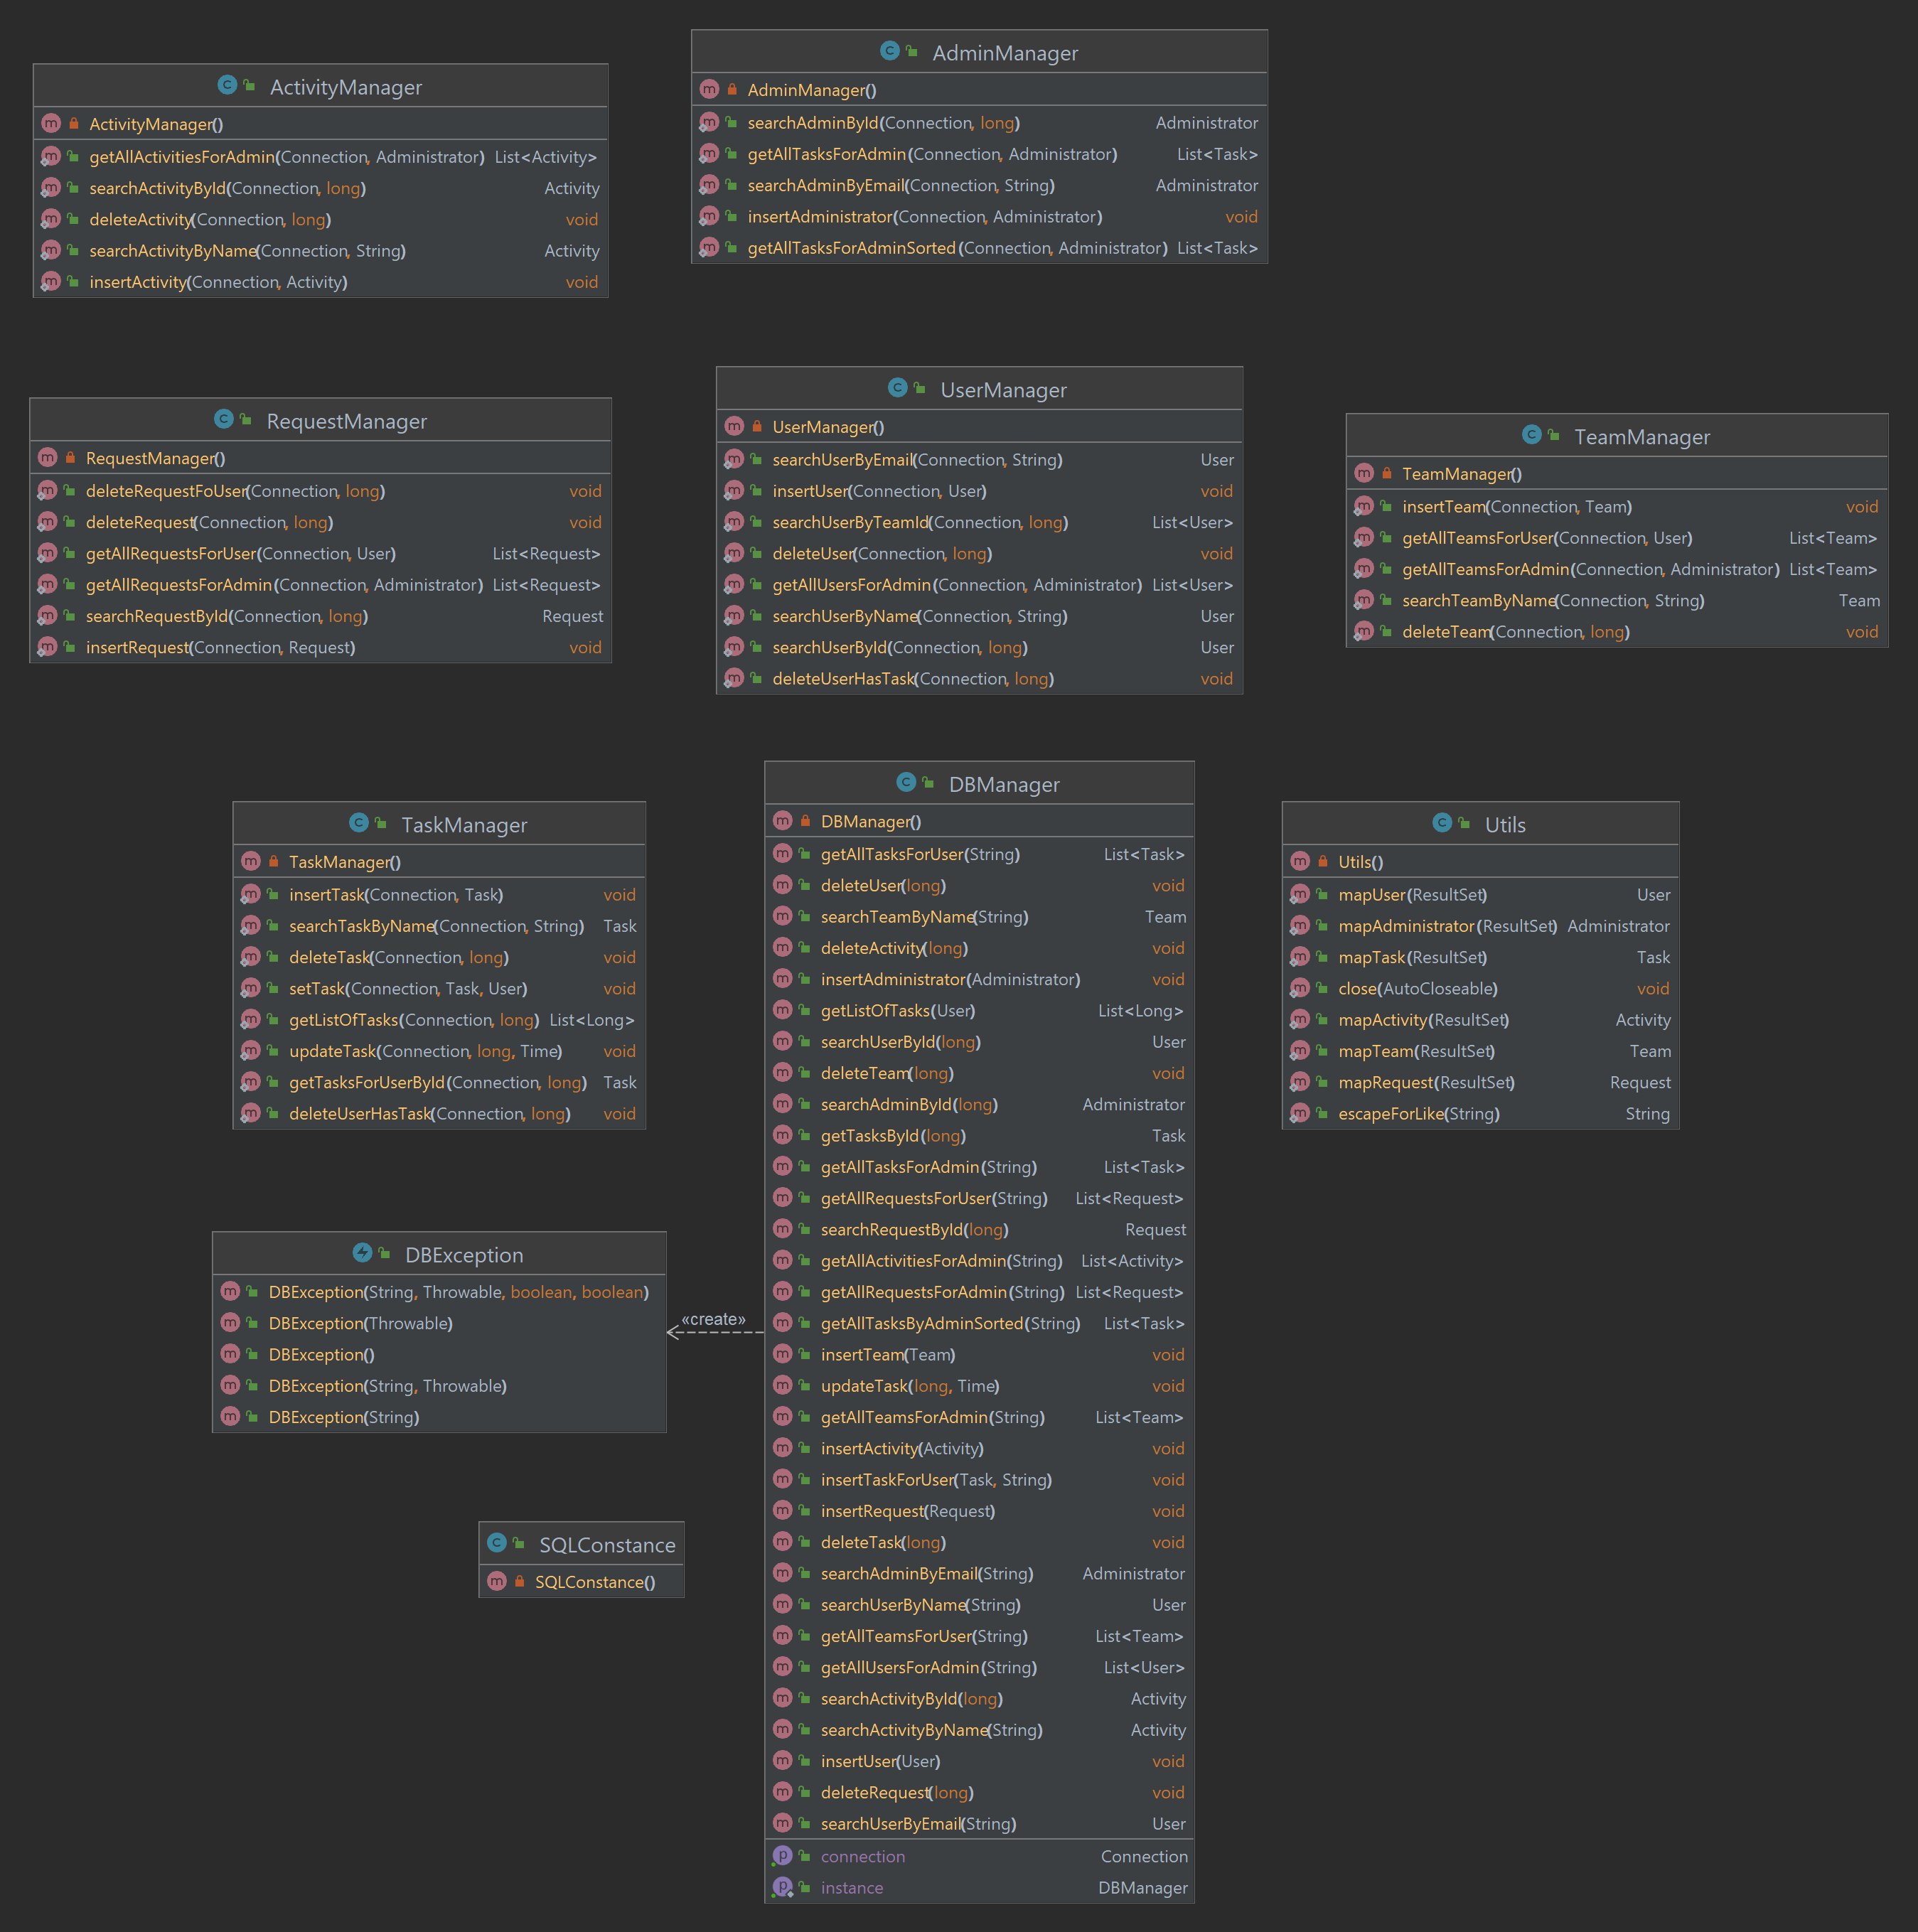 ActivityManager
ActivityManager()
getAllActivitiesForAdmin(Connection, Administrator) List<Activity>
searchActivityById(Connection, long) Activity
deleteActivity(Connection, long) void
searchActivityByName(Connection, String) Activity
insertActivity(Connection, Activity) void
AdminManager
AdminManager()
searchAdminById(Connection, long) Administrator
getAllTasksForAdmin(Connection, Administrator) List<Task>
searchAdminByEmail(Connection, String) Administrator
insertAdministrator(Connection, Administrator) void
getAllTasksForAdminSorted(Connection, Administrator) List<Task>
RequestManager
RequestManager()
deleteRequestFoUser(Connection, long) void
deleteRequest(Connection, long) void
getAllRequestsForUser(Connection, User) List<Request>
getAllRequestsForAdmin(Connection, Administrator) List<Request>
searchRequestById(Connection, long) Request
insertRequest(Connection, Request) void
UserManager
UserManager()
searchUserByEmail(Connection, String) User
insertUser(Connection, User) void
searchUserByTeamId(Connection, long) List<User>
deleteUser(Connection, long) void
getAllUsersForAdmin(Connection, Administrator) List<User>
searchUserByName(Connection, String) User
searchUserById(Connection, long) User
deleteUserHasTask(Connection, long) void
TeamManager
TeamManager()
insertTeam(Connection, Team) void
getAllTeamsForUser(Connection, User) List<Team>
getAllTeamsForAdmin(Connection, Administrator) List<Team>
searchTeamByName(Connection, String) Team
deleteTeam(Connection, long) void
TaskManager
TaskManager()
insertTask(Connection, Task) void
searchTaskByName(Connection, String) Task
deleteTask(Connection, long) void
setTask(Connection, Task, User) void
getListOfTasks(Connection, long) List<Long>
updateTask(Connection, long, Time) void
getTasksForUserById(Connection, long) Task
deleteUserHasTask(Connection, long) void
DBManager
DBManager()
getAllTasksForUser(String) List<Task>
deleteUser(long) void
searchTeamByName(String) Team
deleteActivity(long) void
insertAdministrator(Administrator) void
getListOfTasks(User) List<Long>
searchUserById(long) User
deleteTeam(long) void
searchAdminById(long) Administrator
getTasksById(long) Task
getAllTasksForAdmin(String) List<Task>
getAllRequestsForUser(String) List<Request>
searchRequestById(long) Request
getAllActivitiesForAdmin(String) List<Activity>
getAllRequestsForAdmin(String) List<Request>
getAllTasksByAdminSorted(String) List<Task>
insertTeam(Team) void
updateTask(long, Time) void
getAllTeamsForAdmin(String) List<Team>
insertActivity(Activity) void
insertTaskForUser(Task, String) void
insertRequest(Request) void
deleteTask(long) void
searchAdminByEmail(String) Administrator
searchUserByName(String) User
getAllTeamsForUser(String) List<Team>
getAllUsersForAdmin(String) List<User>
searchActivityById(long) Activity
searchActivityByName(String) Activity
insertUser(User) void
deleteRequest(long) void
searchUserByEmail(String) User
connection Connection
instance DBManager
Utils
Utils()
mapUser(ResultSet) User
mapAdministrator(ResultSet) Administrator
mapTask(ResultSet) Task
close(AutoCloseable) void
mapActivity(ResultSet) Activity
mapTeam(ResultSet) Team
mapRequest(ResultSet) Request
escapeForLike(String) String
DBException
DBException(String, Throwable, boolean, boolean)
DBException(Throwable)
DBException()
DBException(String, Throwable)
DBException(String)
«create»
SQLConstance
SQLConstance()